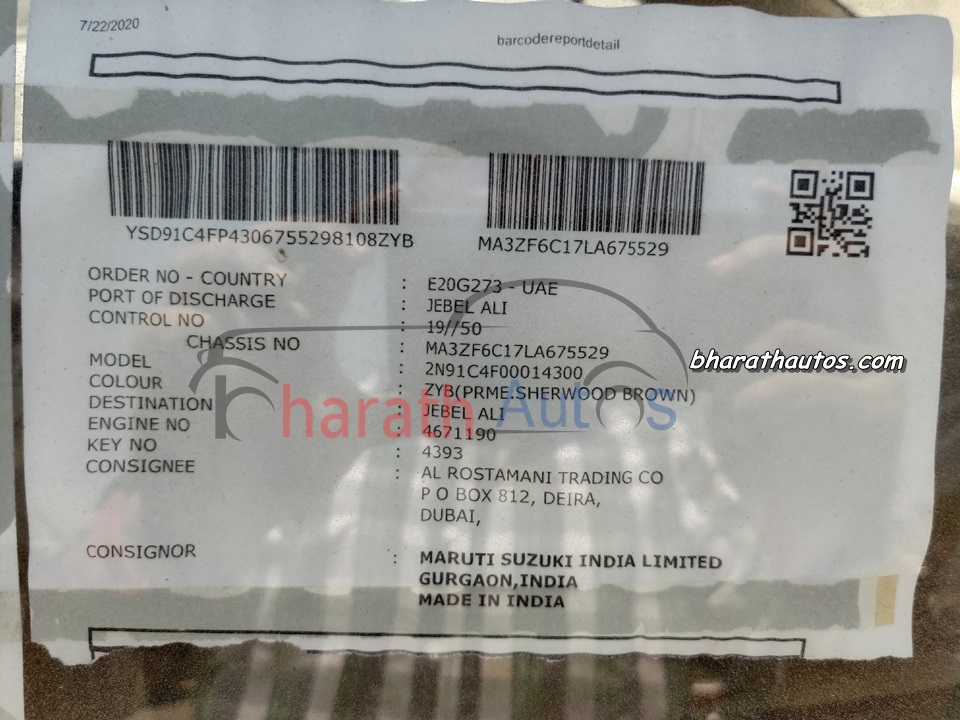 7/22/2020
barcodereportdetail
YSD91C4FP4306755298108ZYB
MA3ZF6C17LA675529
ORDER NO - COUNTRY : E20G273 - UAE
PORT OF DISCHARGE : JEBEL ALI
CONTROL NO : 19//50
CHASSIS NO : MA3ZF6C17LA675529
MODEL : 2N91C4F00014300
COLOUR : ZYB(PRME.SHERWOOD BROWN)
DESTINATION : JEBEL ALI
ENGINE NO : 4671190
KEY NO : 4393
CONSIGNEE : AL ROSTAMANI TRADING CO
P O BOX 812, DEIRA,
DUBAI,
CONSIGNOR : MARUTI SUZUKI INDIA LIMITED
GURGAON,INDIA
MADE IN INDIA
bharathautos.com
bharath Autos